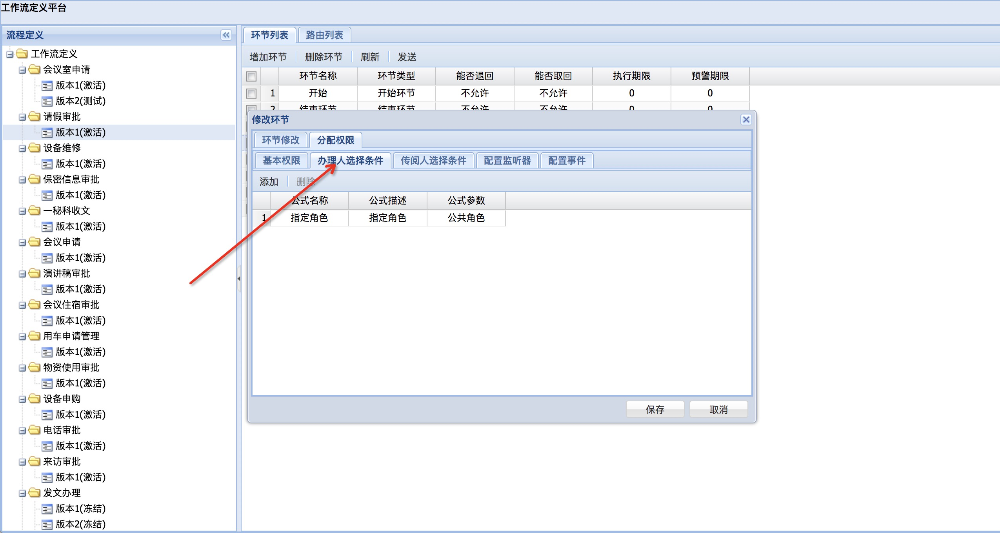 工作流定义平台
流程定义
工作流定义
会议室申请
版本1(激活)
版本2(测试)
请假审批
版本1(激活)
设备维修
版本1(激活)
保密信息审批
版本1(激活)
一秘科收文
版本1(激活)
会议申请
版本1(激活)
演讲稿审批
版本1(激活)
会议住宿审批
版本1(激活)
用车申请管理
版本1(激活)
物资使用审批
版本1(激活)
设备申购
版本1(激活)
电话审批
版本1(激活)
来访审批
版本1(激活)
发文办理
版本1(冻结)
版本2(冻结)
环节列表 路由列表
增加环节 删除环节 刷新 发送
环节名称 环节类型 能否退回 能否取回 执行期限 预警期限
1 开始 开始环节 不允许 不允许 0 0
2 结束环节 结束环节 不允许 不允许 0 0
修改环节
环节修改 分配权限
基本权限 办理人选择条件 传阅人选择条件 配置监听器 配置事件
添加 删除
公式名称 公式描述 公式参数
1 指定角色 指定角色 公共角色
保存 取消